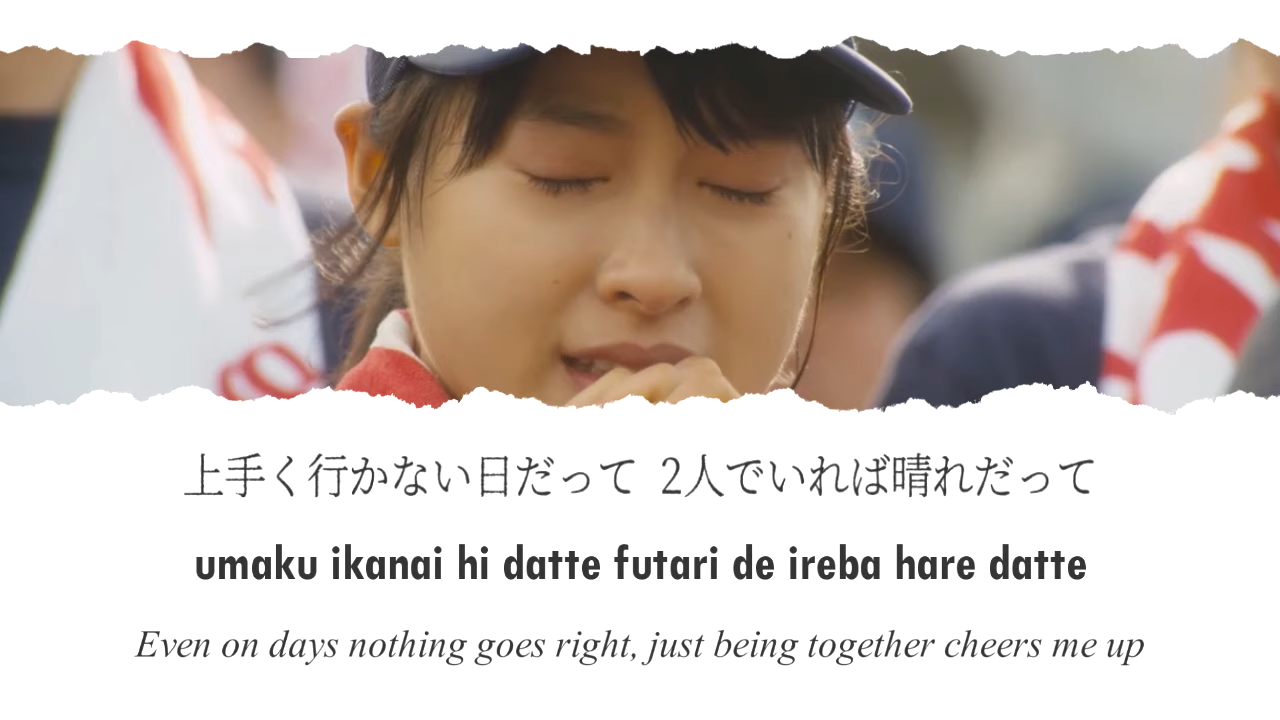 上手く行かない日だって 2人でいれば晴れだって
umaku ikanai hi datte futari de ireba hare datte
Even on days nothing goes right, just being together cheers me up